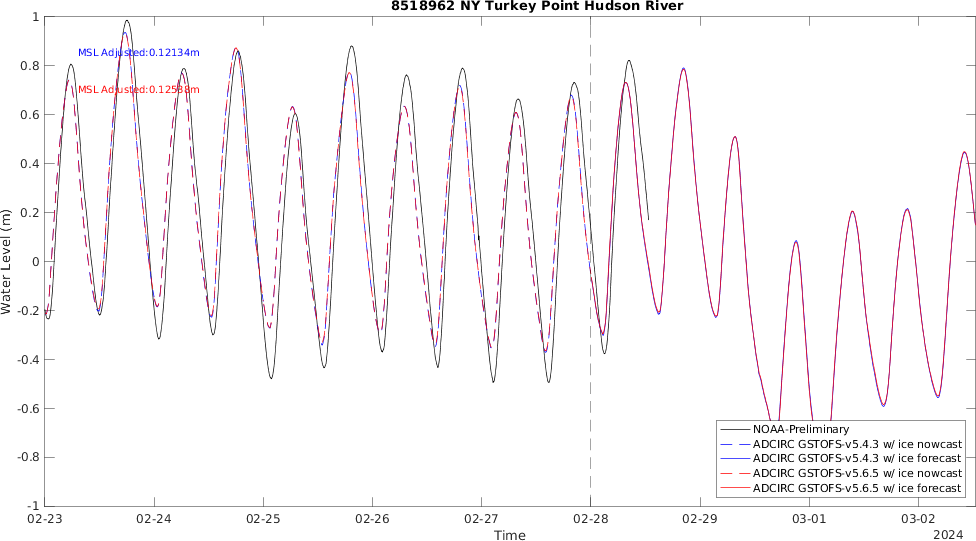 8518962 NY Turkey Point Hudson River
MSL Adjusted:0.12134m
MSL Adjusted:0.12538m
Water Level (m)
1
0.8
0.6
0.4
0.2
0
-0.2
-0.4
-0.6
-0.8
-1
NOAA-Preliminary
ADCIRC GSTOFS-v5.4.3 w/ ice nowcast
ADCIRC GSTOFS-v5.4.3 w/ ice forecast
ADCIRC GSTOFS-v5.6.5 w/ ice nowcast
ADCIRC GSTOFS-v5.6.5 w/ ice forecast
02-23 02-24 02-25 02-26 02-27 02-28 02-29 03-01 03-02
Time
2024